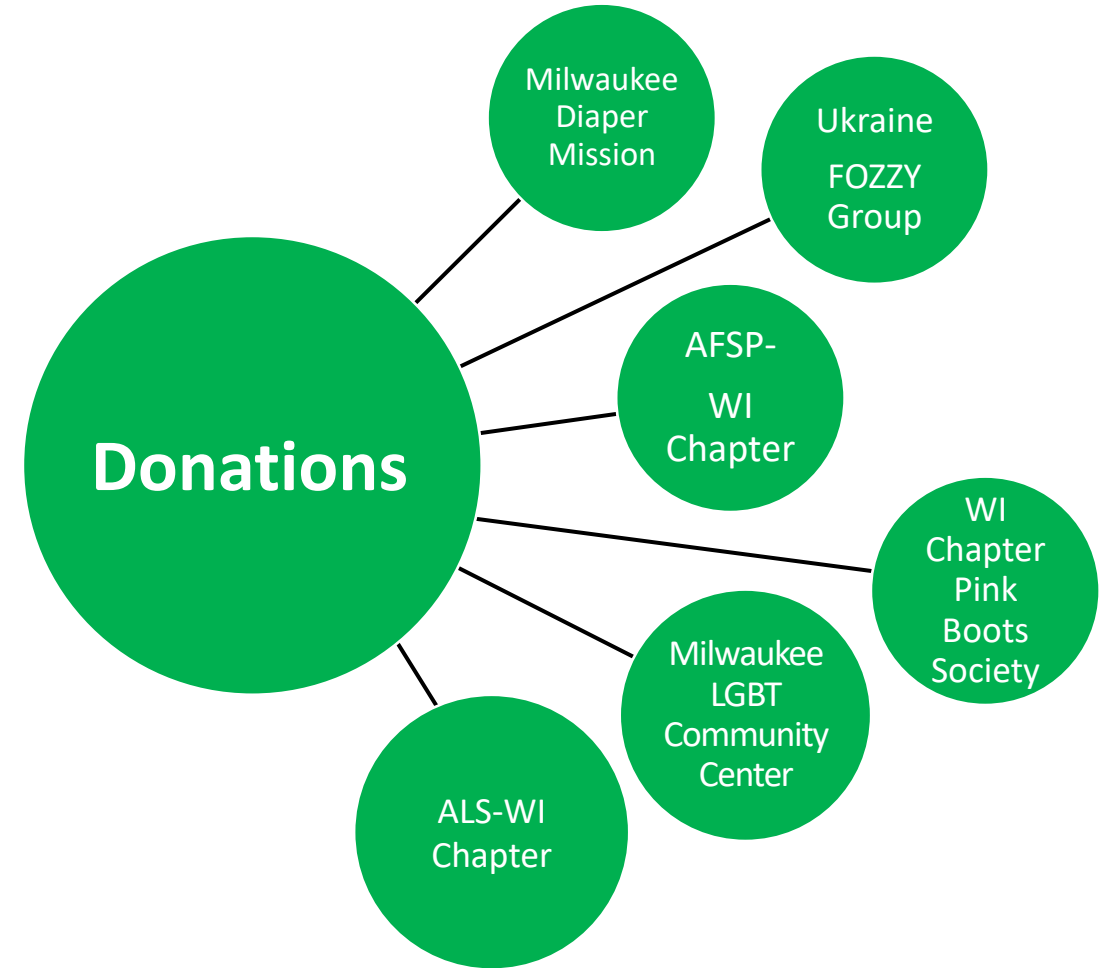 Milwaukee
Diaper
Mission
Ukraine
FOZZY
Group
AFSP-
WI
Chapter
Donations
WI
Chapter
Pink
Boots
Society
Milwaukee
LGBT
Community
Center
ALS-WI
Chapter